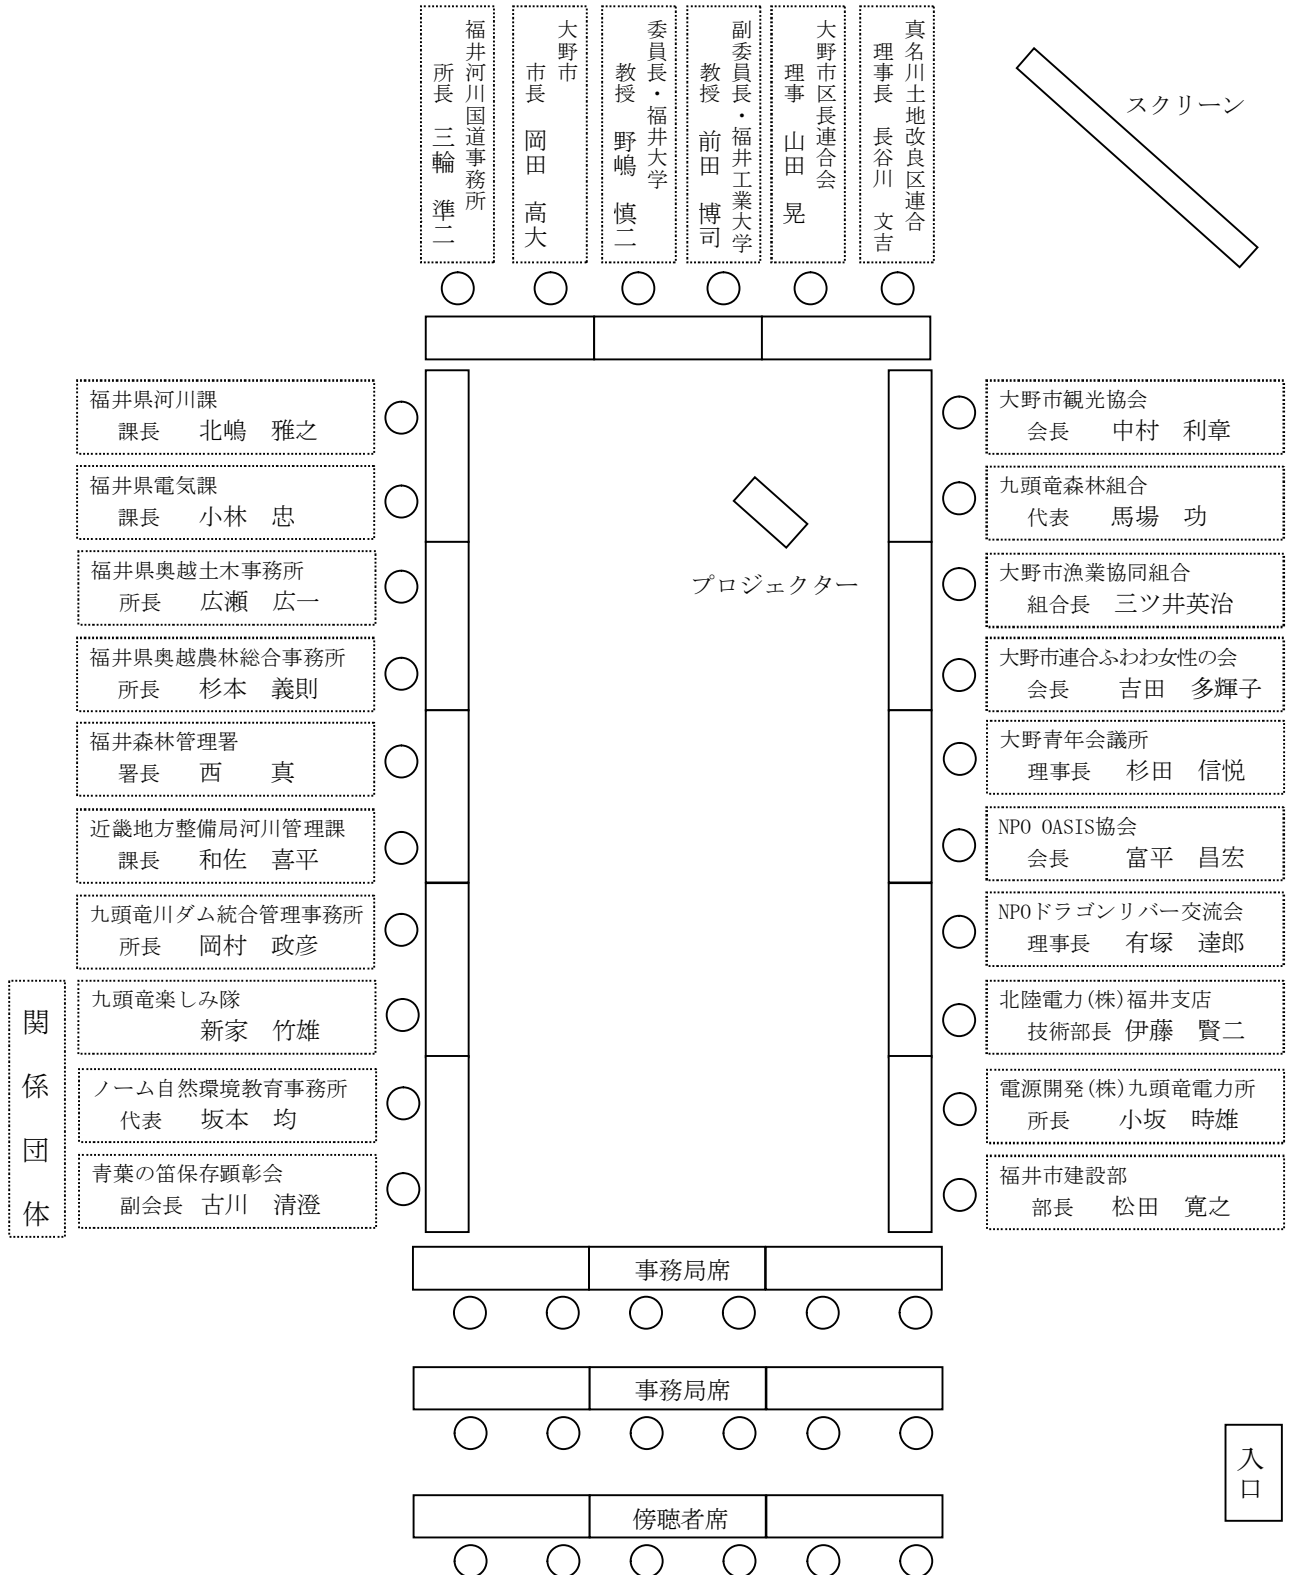 福井河川国道事務所
所長 三輪 準二
大野市
市長 岡田 高大
委員長・福井大学
教授 野嶋 慎二
副委員長・福井工業大学
教授 前田 博司
大野市区長連合会
理事 山田 晃
真名川土地改良区連合
理事長 長谷川 文吉
スクリーン
福井県河川課
課長 北嶋 雅之
福井県電気課
課長 小林 忠
福井県奥越土木事務所
所長 広瀬 広一
福井県奥越農林総合事務所
所長 杉本 義則
福井森林管理署
署長 西 真
近畿地方整備局河川管理課
課長 和佐 喜平
九頭竜川ダム統合管理事務所
所長 岡村 政彦
関係団体
九頭竜楽しみ隊
新家 竹雄
ノーム自然環境教育事務所
代表 坂本 均
青葉の笛保存顕彰会
副会長 古川 清澄
プロジェクター
大野市観光協会
会長 中村 利章
九頭竜森林組合
代表 馬場 功
大野市漁業協同組合
組合長 三ツ井英治
大野市連合ふわわ女性の会
会長 吉田 多輝子
大野青年会議所
理事長 杉田 信悦
NPO OASIS協会
会長 富平 昌宏
NPOドラゴンリバー交流会
理事長 有塚 達郎
北陸電力(株)福井支店
技術部長 伊藤 賢二
電源開発(株)九頭竜電力所
所長 小坂 時雄
福井市建設部
部長 松田 寛之
事務局席
事務局席
傍聴者席
入口